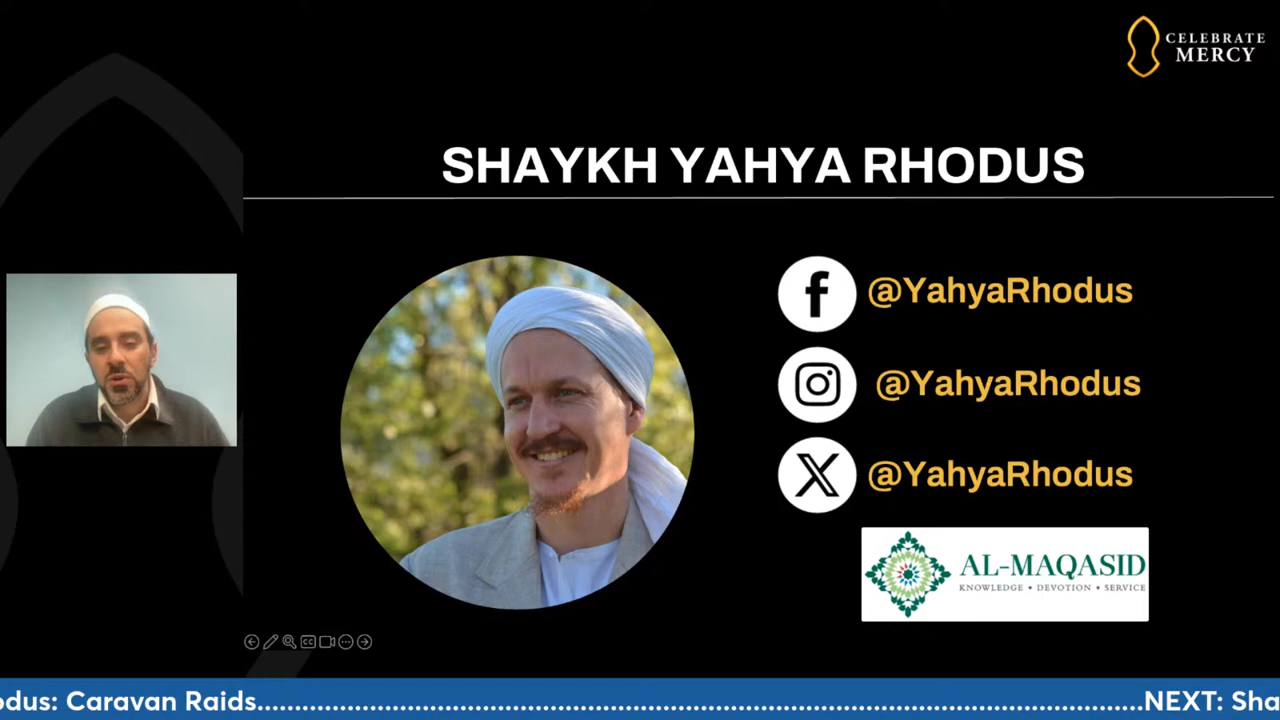 CELEBRATE
MERCY
SHAYKH YAHYA RHODUS
@YahyaRhodus
@YahyaRhodus
@YahyaRhodus
AL-MAQASID
KNOWLEDGE • DEVOTION • SERVICE
odus: Caravan Raids................................................................................................NEXT: Sha